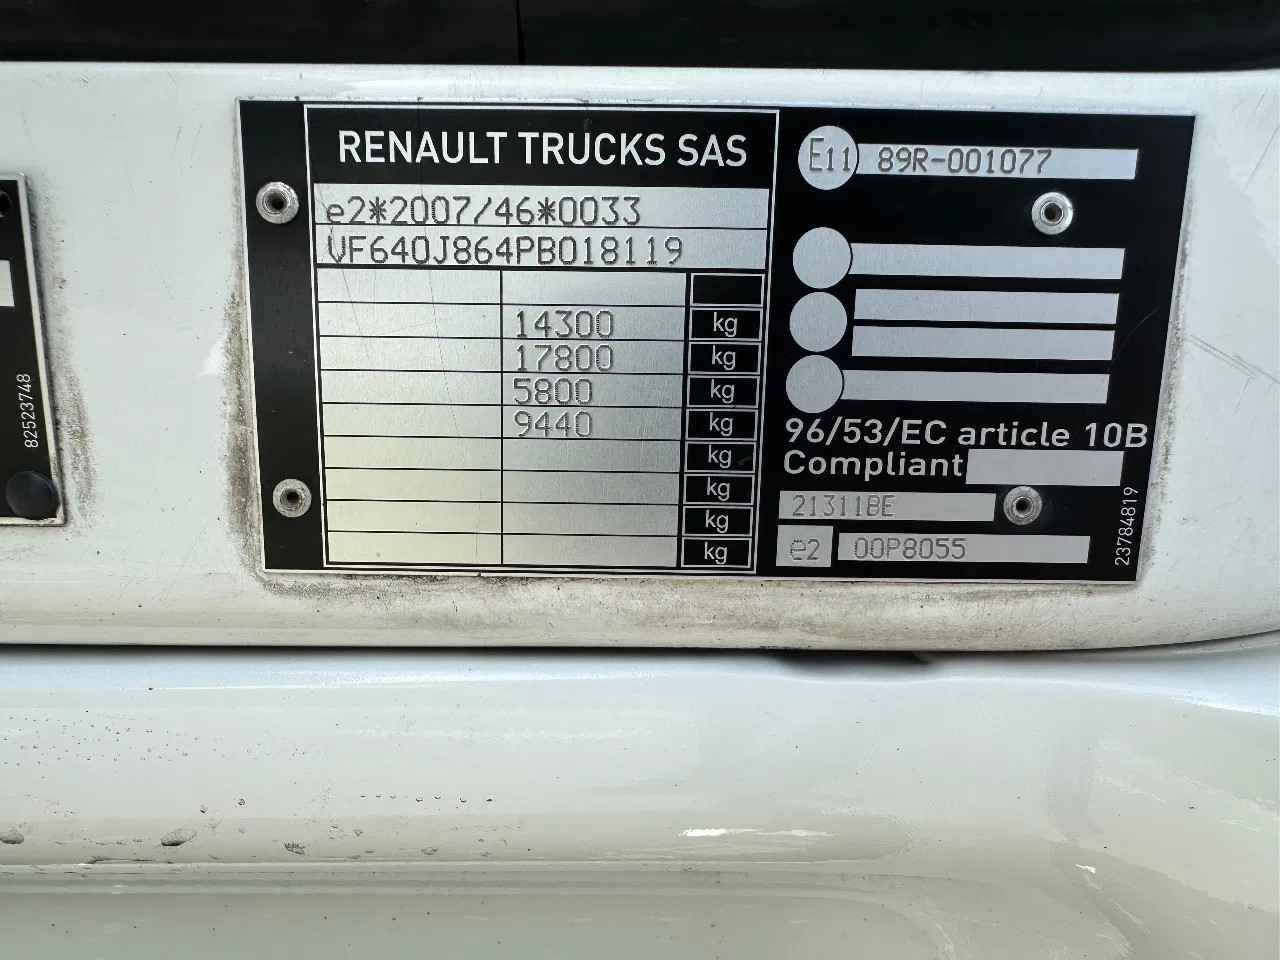 RENAULT TRUCKS SAS
e2*2007/46*0033
VF640J864PB018119
14300 kg
17800 kg
5800 kg
9440 kg
kg
kg
kg
kg
E11 89R-001077
96/53/EC article 10B
Compliant
213111BE
e2 00P8055
23784819
82523748